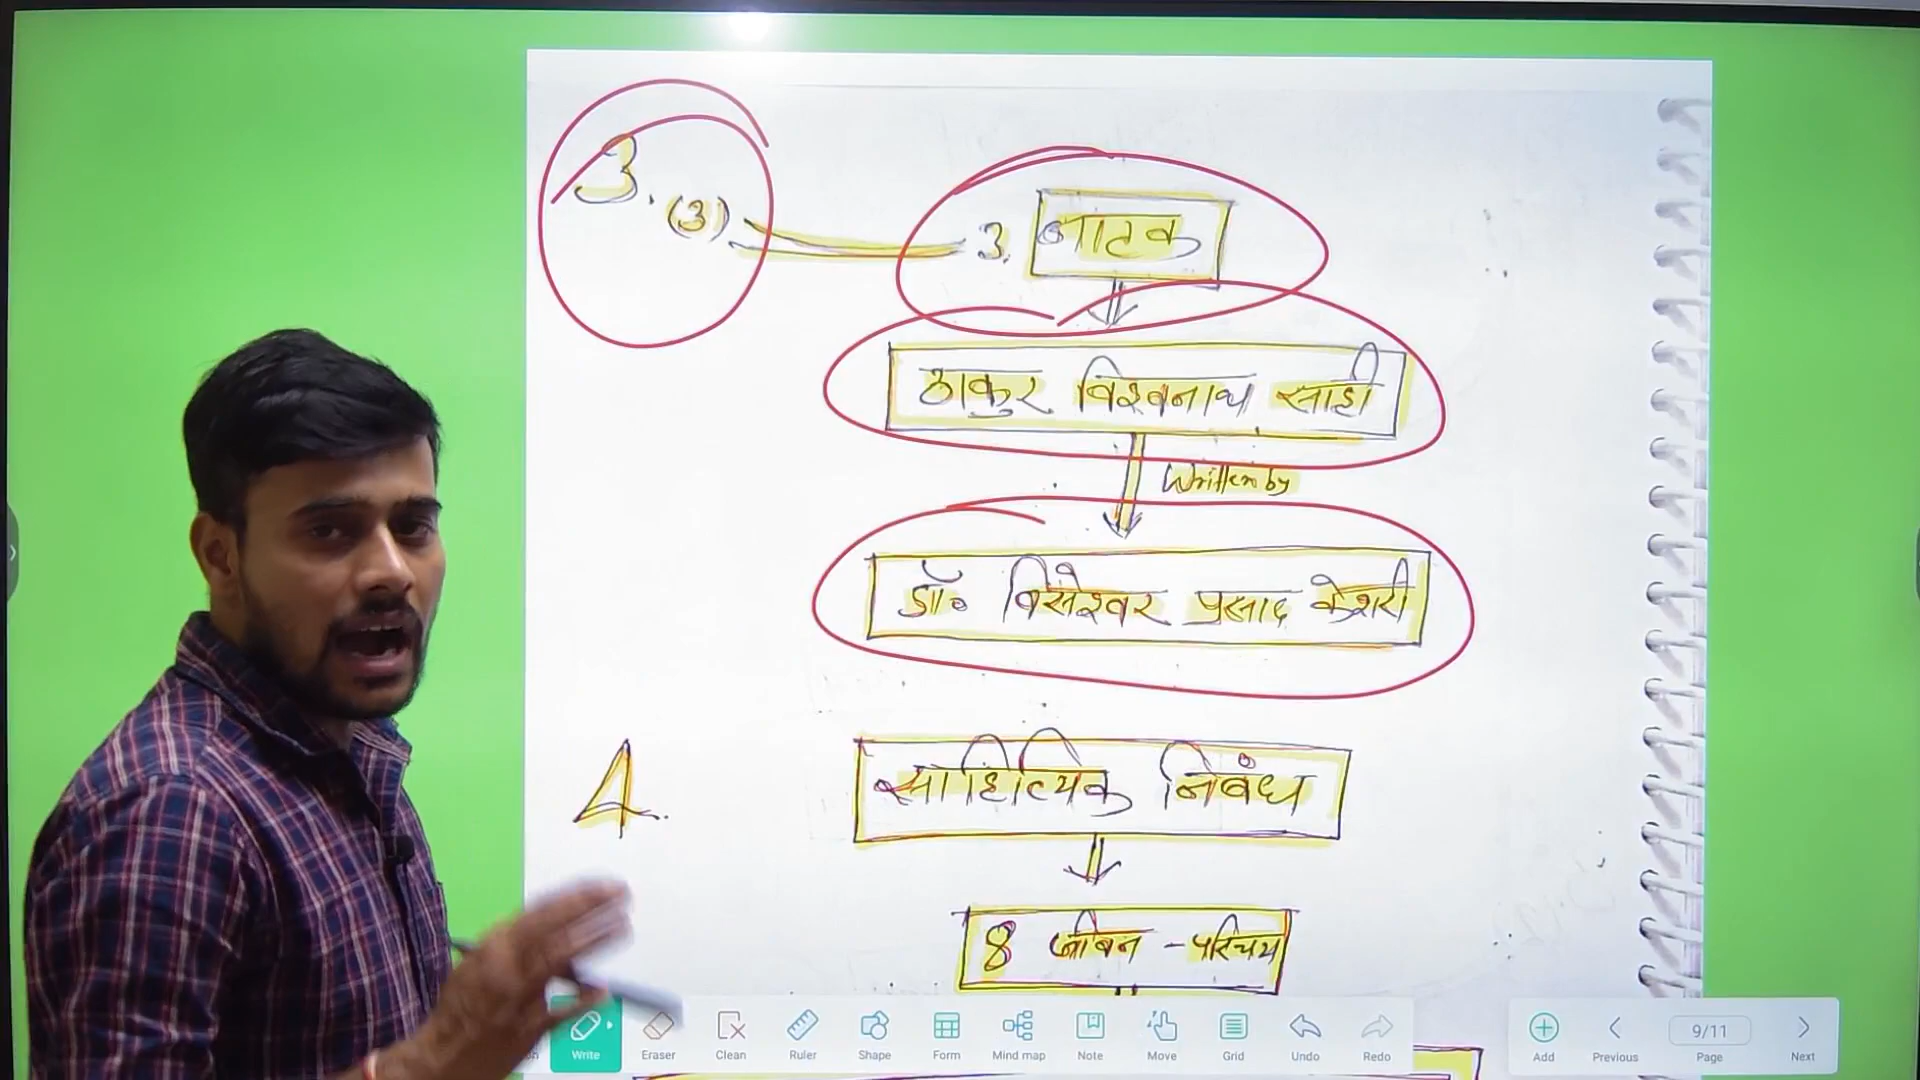 3. (3) 3. नाटक
ठाकुर विश्वनाथ साही
Written by
डॉ० विसेश्वर प्रसाद केशरी
4. साहित्यिक निबंध
8 जीवन - परिचय
Write Eraser Clean Ruler Shape Form Mind map Note Move Grid Undo Redo
Add Previous 9/11 Page Next